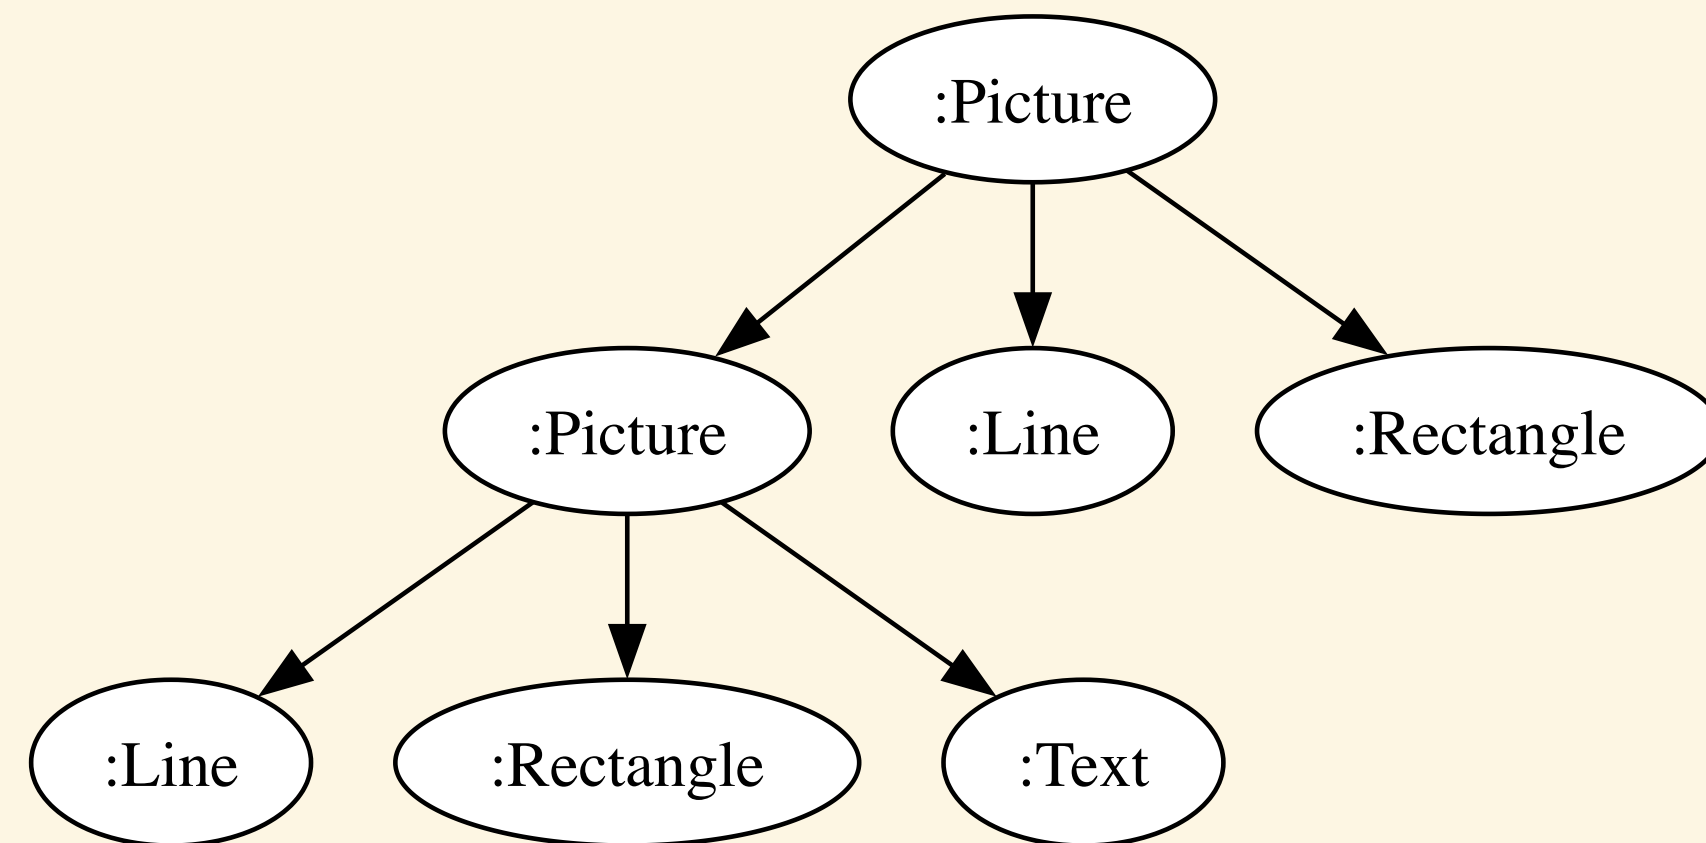 :Picture
:Picture
:Line
:Rectangle
:Line
:Rectangle
:Text